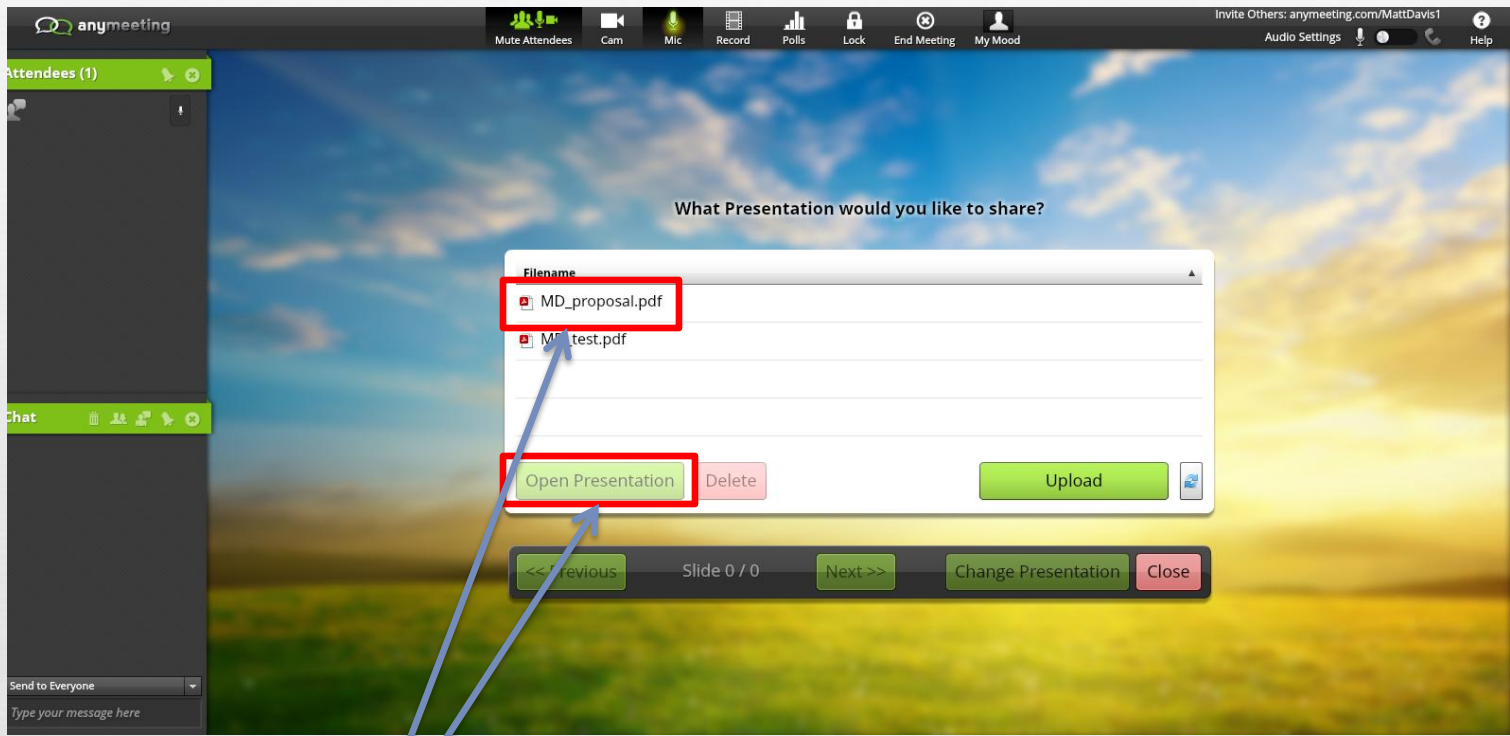 anymeeting
Mute Attendees
Cam
Mic
Record
Polls
Lock
End Meeting
My Mood
Invite Others: anymeeting.com/MattDavis1
Audio Settings
Help
Attendees (1)
What Presentation would you like to share?
Filename
MD_proposal.pdf
MD_test.pdf
Chat
Open Presentation
Delete
Upload
<< Previous
Slide 0 / 0
Next >>
Change Presentation
Close
Send to Everyone
Type your message here